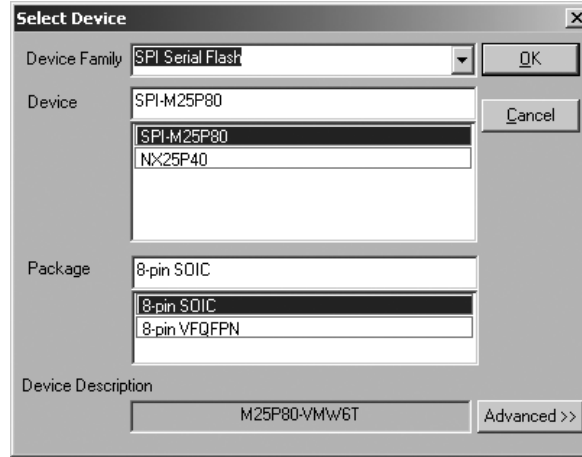 Select Device
Device Family SPI Serial Flash OK
Device SPI-M25P80
Cancel
SPI-M25P80
NX25P40
Package 8-pin SOIC
8-pin SOIC
8-pin VFQFPN
Device Description
M25P80-VMW6T Advanced >>